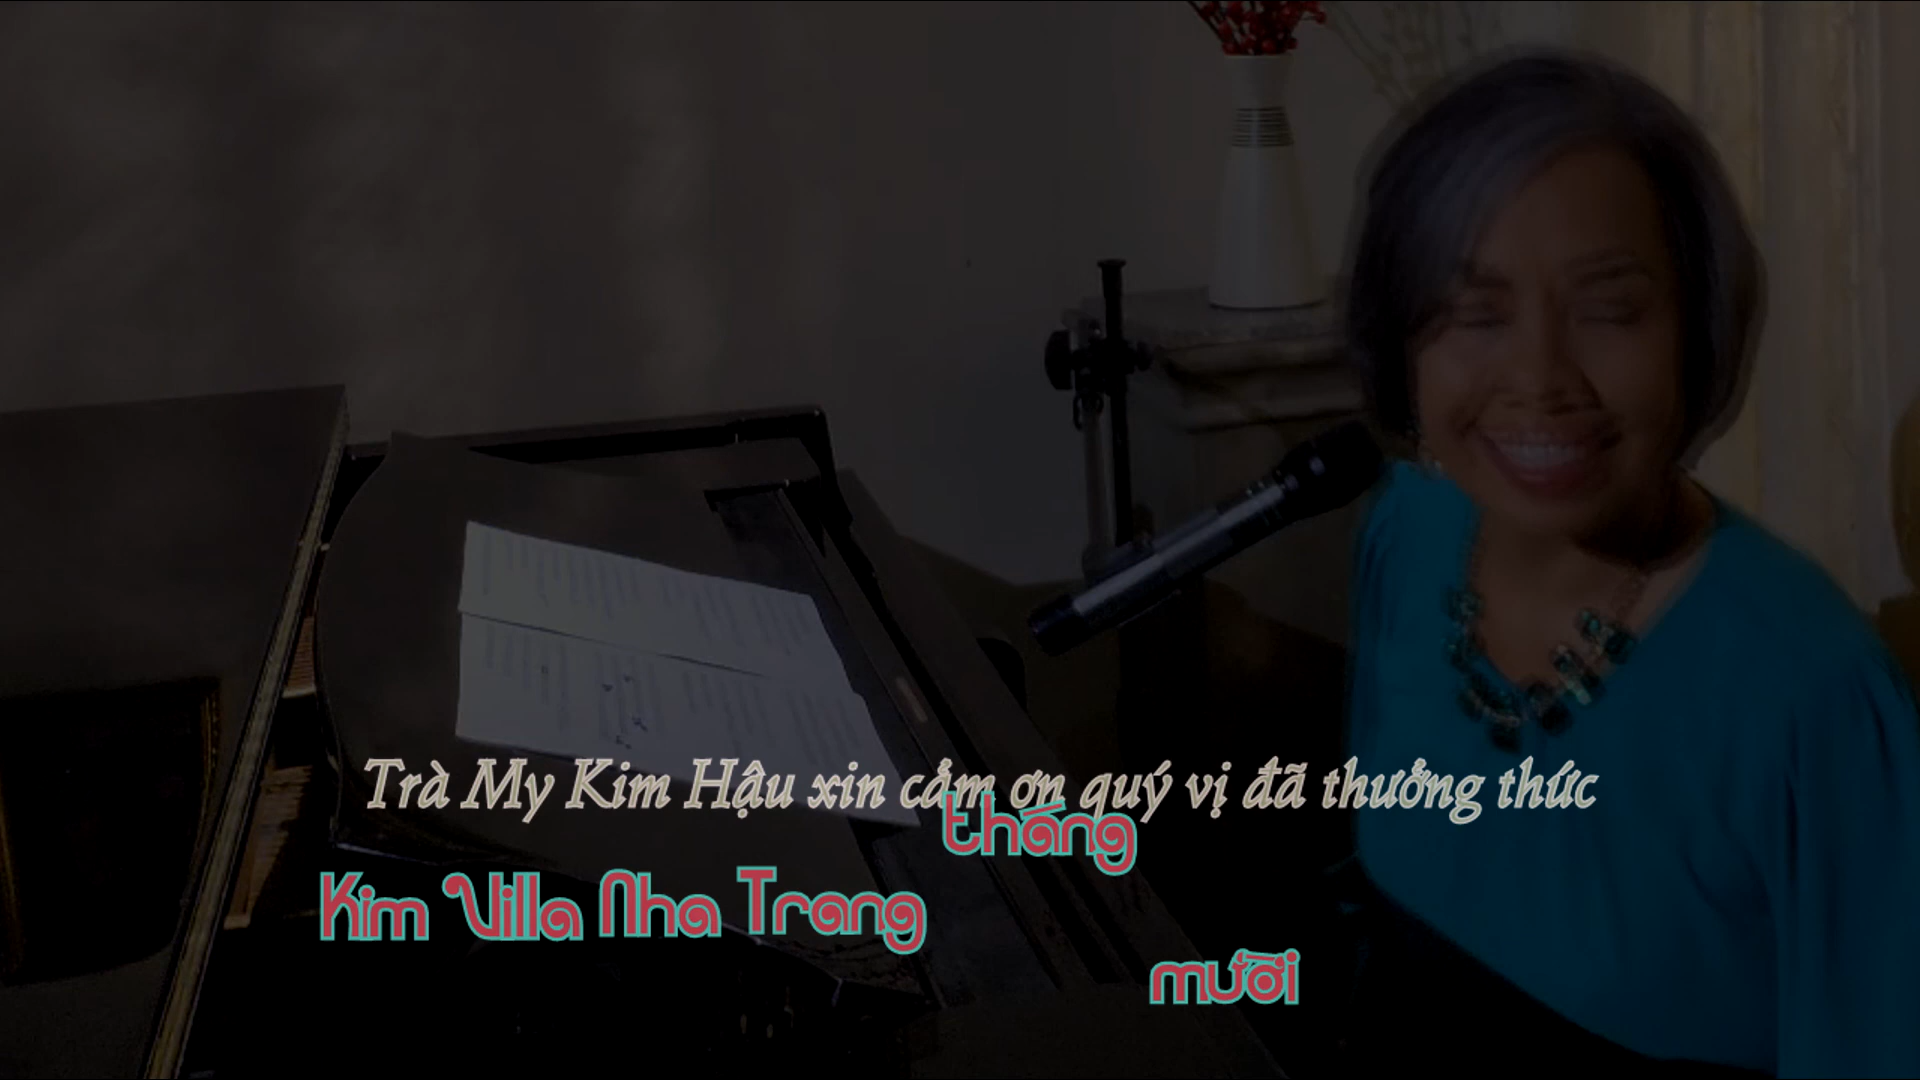 Trà My Kim Hậu xin cảm ơn quý vị đã thưởng thức
tháng
Kim Villa Nha Trang
mười